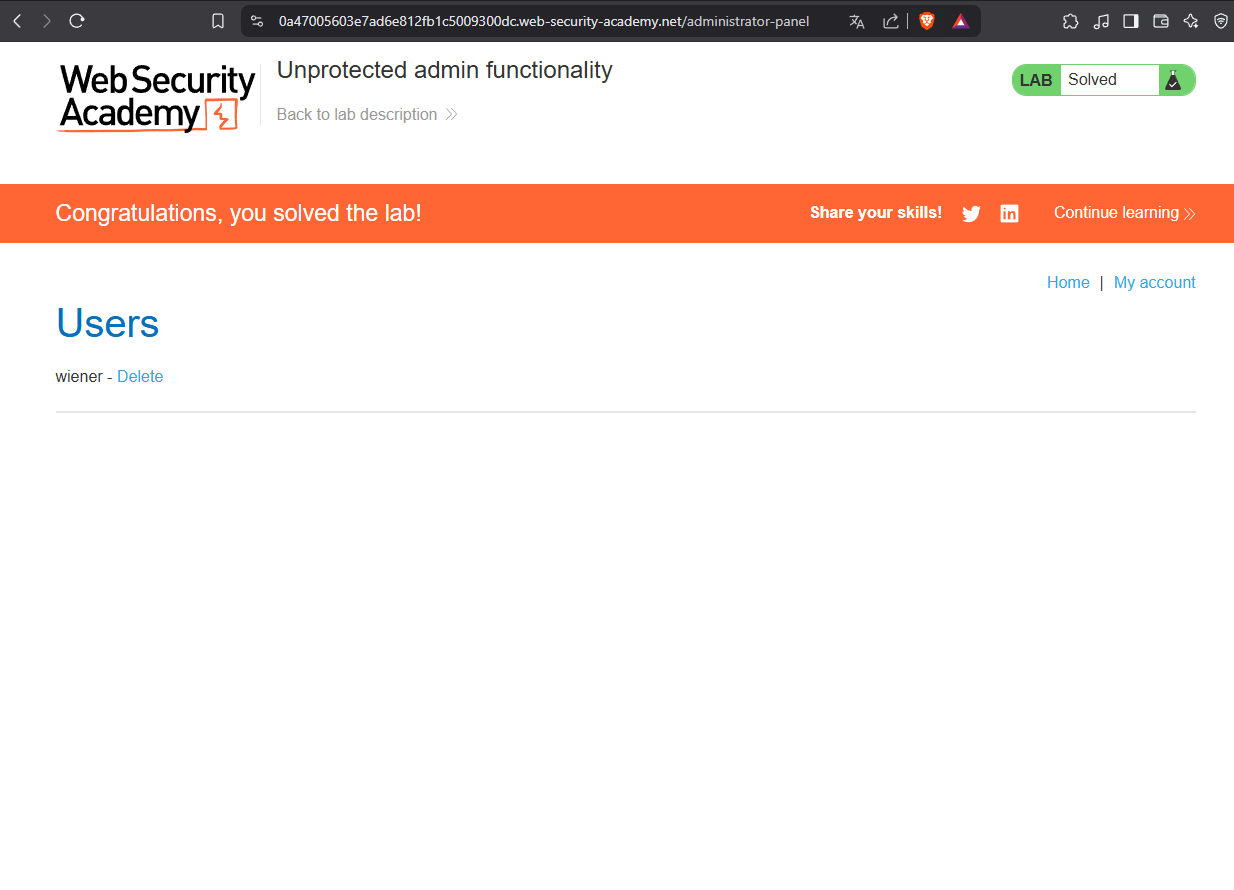 0a47005603e7ad6e812fb1c5009300dc.web-security-academy.net/administrator-panel
Web Security
Academy
Unprotected admin functionality
Back to lab description
LAB Solved
Congratulations, you solved the lab!
Share your skills!
Continue learning
Home | My account
Users
wiener - Delete